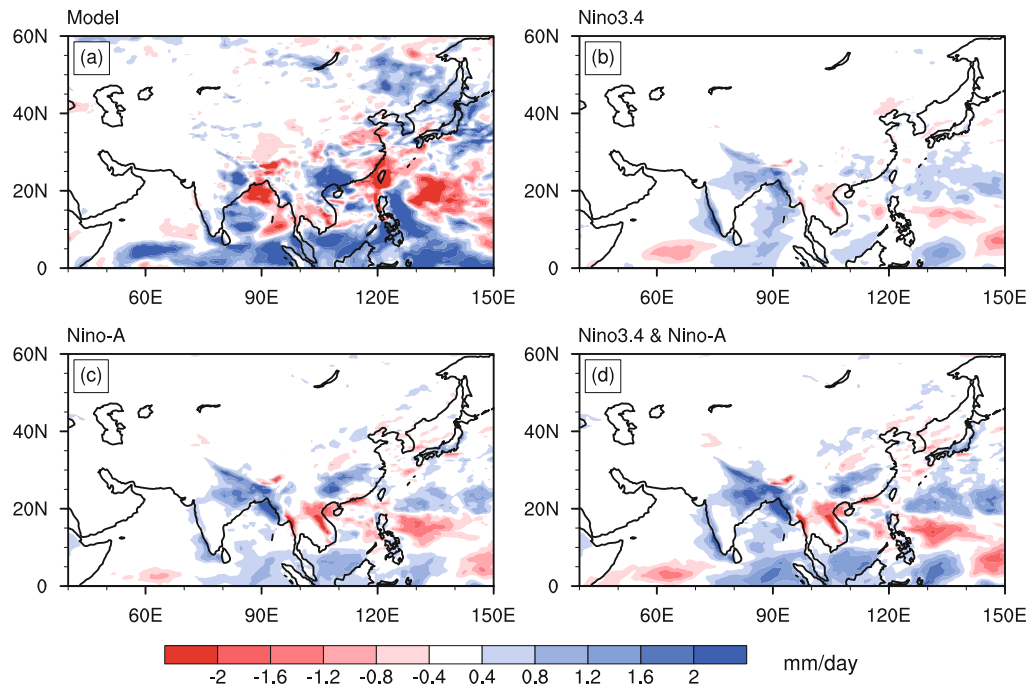 Model
Nino3.4
60N
(a)
60N
(b)
40N
40N
20N
20N
0
0
60E 90E 120E 150E
60E 90E 120E 150E
Nino-A
Nino3.4 & Nino-A
60N
(c)
60N
(d)
40N
40N
20N
20N
0
0
60E 90E 120E 150E
60E 90E 120E 150E
-2 -1.6 -1.2 -0.8 -0.4 0.4 0.8 1.2 1.6 2
mm/day